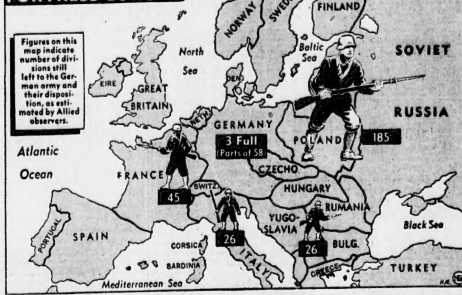 Figures on this
map indicate
number of divi-
sions still
left to the Ger-
man army and
their disposi-
tion, as esti-
mated by Allied
observers.
NORWAY
FINLAND
North
Sea
Baltic
Sea
SOVIET
RUSSIA
EIRE
GREAT
BRITAIN
DEN.
NETH.
GERMANY
3 Full
(Parts of 58)
POLAND
185
Atlantic
Ocean
CZECHO
FRANCE
45
SWITZ.
HUNGARY
RUMANIA
YUGO-
SLAVIA
26
26
BULG.
Black Sea
PORTUGAL
SPAIN
CORSICA
SARDINIA
ITALY
GREECE
TURKEY
Mediterranean Sea